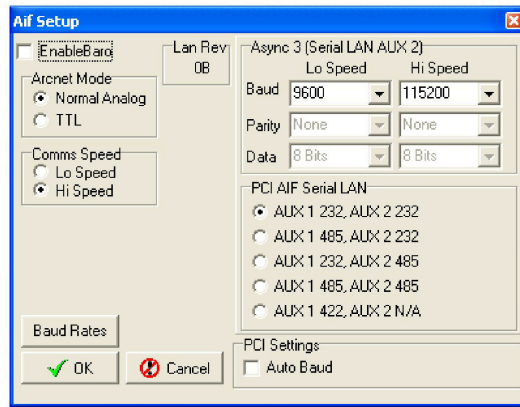 Aif Setup
EnableBaro
Lan Rev
0B
Arcnet Mode
Normal Analog
TTL
Comms Speed
Lo Speed
Hi Speed
Async 3 (Serial LAN AUX 2)
Lo Speed Hi Speed
Baud 9600 115200
Parity None None
Data 8 Bits 8 Bits
PCI AIF Serial LAN
AUX 1 232, AUX 2 232
AUX 1 485, AUX 2 232
AUX 1 232, AUX 2 485
AUX 1 485, AUX 2 485
AUX 1 422, AUX 2 N/A
Baud Rates
OK
Cancel
PCI Settings
Auto Baud